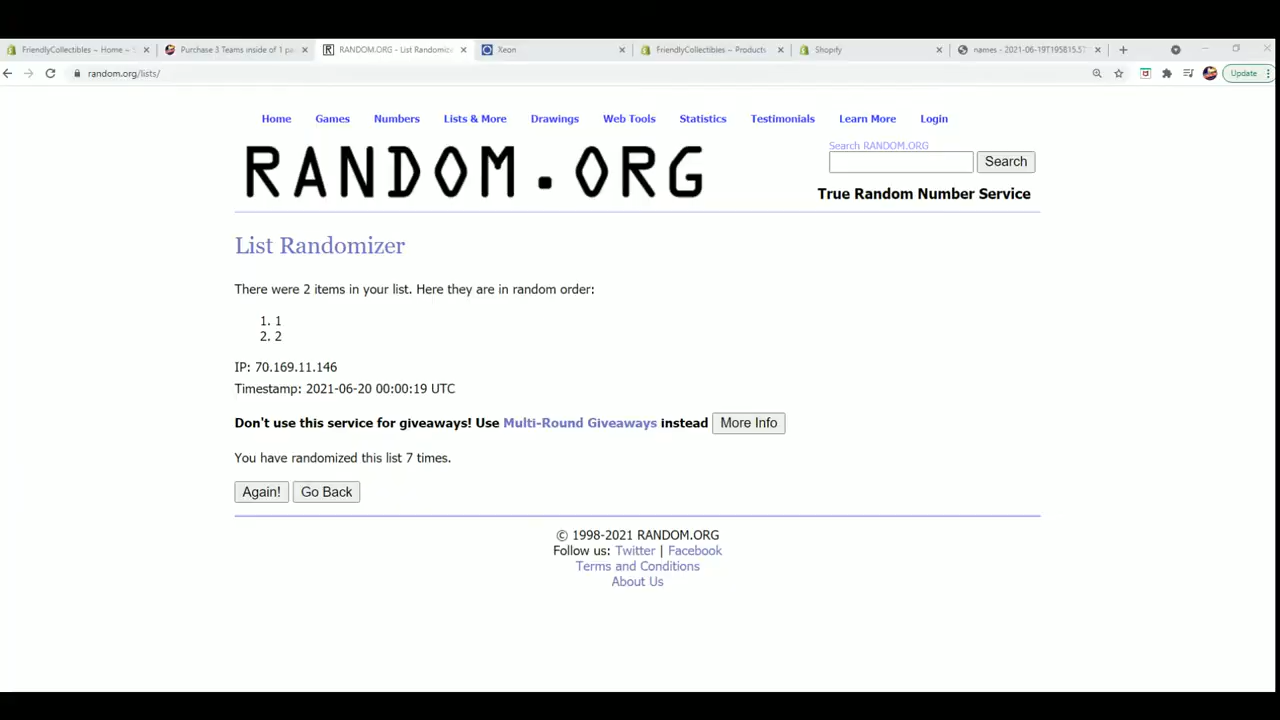 FriendlyCollectibles ~ Home ~ S
Purchase 3 Teams inside of 1 pa
RANDOM.ORG - List Randomize
Xeon
FriendlyCollectibles ~ Products
Shopify
names - 2021-06-19T195815.57
random.org/lists/
Update
Home Games Numbers Lists & More Drawings Web Tools Statistics Testimonials Learn More Login
RANDOM.ORG
Search RANDOM.ORG
Search
True Random Number Service
List Randomizer
There were 2 items in your list. Here they are in random order:
1. 1
2. 2
IP: 70.169.11.146
Timestamp: 2021-06-20 00:00:19 UTC
Don't use this service for giveaways! Use Multi-Round Giveaways instead More Info
You have randomized this list 7 times.
Again! Go Back
© 1998-2021 RANDOM.ORG
Follow us: Twitter | Facebook
Terms and Conditions
About Us